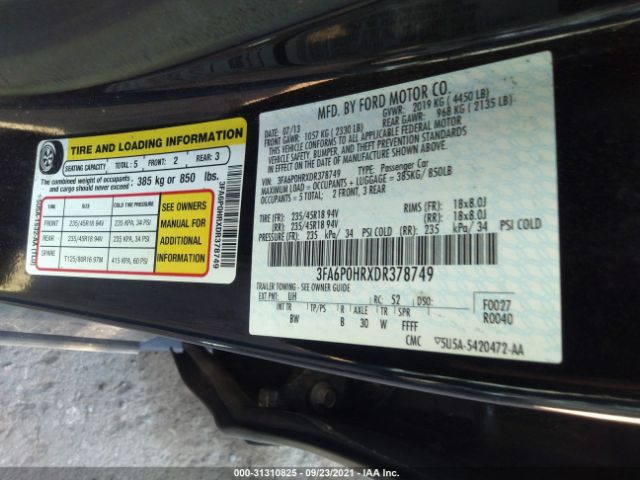 TIRE AND LOADING INFORMATION
SEATING CAPACITY TOTAL: 5 FRONT: 2 REAR: 3
The combined weight of occupants and cargo should never exceed: 385 kg or 850 lbs.
TIRE SIZE COLD TIRE PRESSURE
FRONT 235/45R18 94V 235 KPA, 34 PSI
REAR 235/45R18 94V 235 KPA, 34 PSI
SPARE T125/80R16 97M 415 KPA, 60 PSI
SEE OWNERS
MANUAL FOR
ADDITIONAL
INFORMATION
3FA6P0HRXDR378749
MFD. BY FORD MOTOR CO.
DATE: 07/13 GVWR: 2019 KG ( 4450 LB)
FRONT GAWR: 1057 KG ( 2330 LB) REAR GAWR: 968 KG ( 2135 LB)
THIS VEHICLE CONFORMS TO ALL APPLICABLE FEDERAL MOTOR
VEHICLE SAFETY, BUMPER, AND THEFT PREVENTION STANDARDS
IN EFFECT ON THE DATE OF MANUFACTURE SHOWN ABOVE.
VIN: 3FA6P0HRXDR378749 TYPE: Passenger Car
MAXIMUM LOAD = OCCUPANTS + LUGGAGE = 385KG/ 850LB
OCCUPANTS = 5 TOTAL: 2 FRONT, 3 REAR
TIRE (FR): 235/45R18 94V RIMS (FR): 18x8.0J
TIRE (RR): 235/45R18 94V RIMS (RR): 18x8.0J
PRESSURE (FR): 235 kPa/ 34 PSI COLD (RR): 235 kPa/ 34 PSI COLD
3FA6P0HRXDR378749
TRAILER TOWING - SEE OWNER GUIDE
EXT PNT: UH RC: 52 DSO: F0027
INT TR TP/PS R AXLE TR SPR R0040
BW B 30 W FFFF
CMC 5U5A-5420472-AA
000-31310825 - 09/23/2021 - IAA Inc.